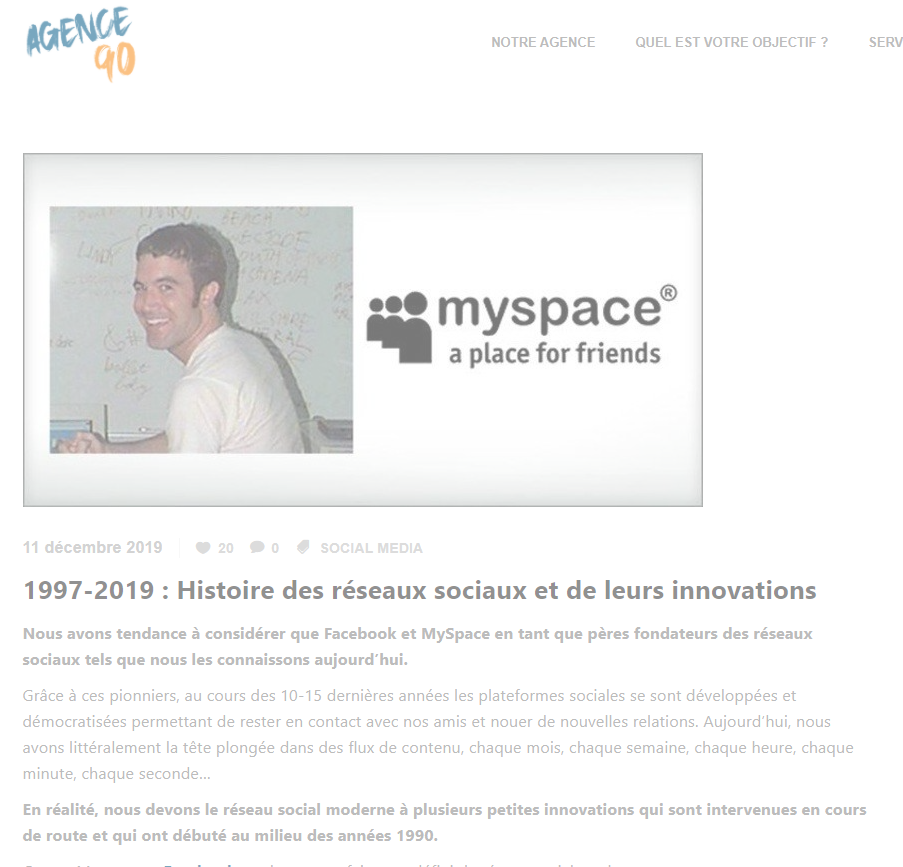 AGENCE
90
NOTRE AGENCE
QUEL EST VOTRE OBJECTIF ?
SERV
myspace®
a place for friends
11 décembre 2019
20
0
SOCIAL MEDIA
1997-2019 : Histoire des réseaux sociaux et de leurs innovations
Nous avons tendance à considérer que Facebook et MySpace en tant que pères fondateurs des réseaux
sociaux tels que nous les connaissons aujourd’hui.
Grâce à ces pionniers, au cours des 10-15 dernières années les plateformes sociales se sont développées et
démocratisées permettant de rester en contact avec nos amis et nouer de nouvelles relations. Aujourd’hui, nous
avons littéralement la tête plongée dans des flux de contenu, chaque mois, chaque semaine, chaque heure, chaque
minute, chaque seconde...
En réalité, nous devons le réseau social moderne à plusieurs petites innovations qui sont intervenues en cours
de route et qui ont débuté au milieu des années 1990.